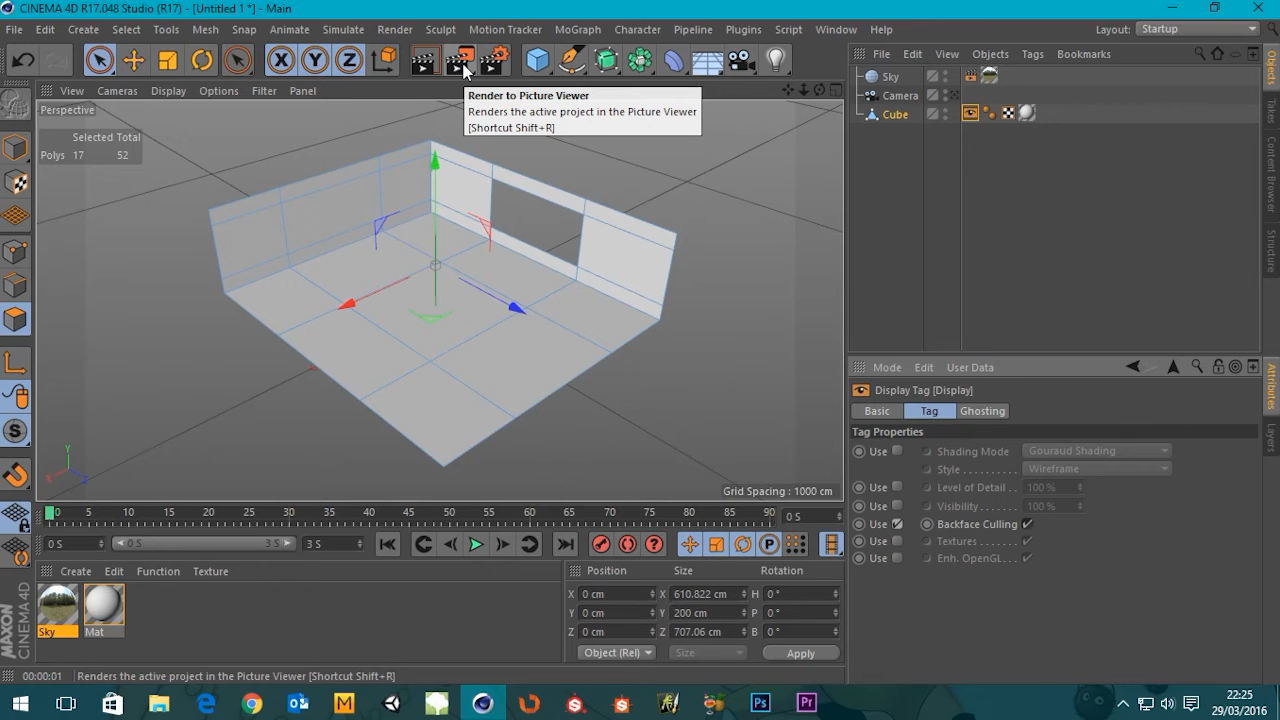 CINEMA 4D R17.048 Studio (R17) - [Untitled 1 *] - Main
File Edit Create Select Tools Mesh Snap Animate Simulate Render Sculpt Motion Tracker MoGraph Character Pipeline Plugins Script Window Help
Layout: Startup
X Y Z
Render to Picture Viewer
Renders the active project in the Picture Viewer
[Shortcut Shift+R]
View Cameras Display Options Filter Panel
Perspective
Selected Total
Polys 17 52
Y
X Z
Grid Spacing : 1000 cm
File Edit View Objects Tags Bookmarks
Sky
Camera
Cube
Objects
Takes
Content Browser
Structure
Mode Edit User Data
Display Tag [Display]
Basic Tag Ghosting
Tag Properties
Use Shading Mode Gouraud Shading
Style . . . . . . . . . . Wireframe
Use Level of Detail . . 100 %
Use Visibility . . . . . . 100 %
Use Backface Culling
Use Textures . . . . . .
Use Enh. OpenGL. . .
Attributes
Layers
0 5 10 15 20 25 30 35 40 45 50 55 60 65 70 75 80 85 90 0 S
0 S 0 S 3 S 3 S
P
Create Edit Function Texture
Sky Mat
Position Size Rotation
X 0 cm X 610.822 cm H 0 °
Y 0 cm Y 200 cm P 0 °
Z 0 cm Z 707.06 cm B 0 °
Object (Rel) Size Apply
MAXON
CINEMA 4D
00:00:01 Renders the active project in the Picture Viewer [Shortcut Shift+R]
22:25
29/03/2016